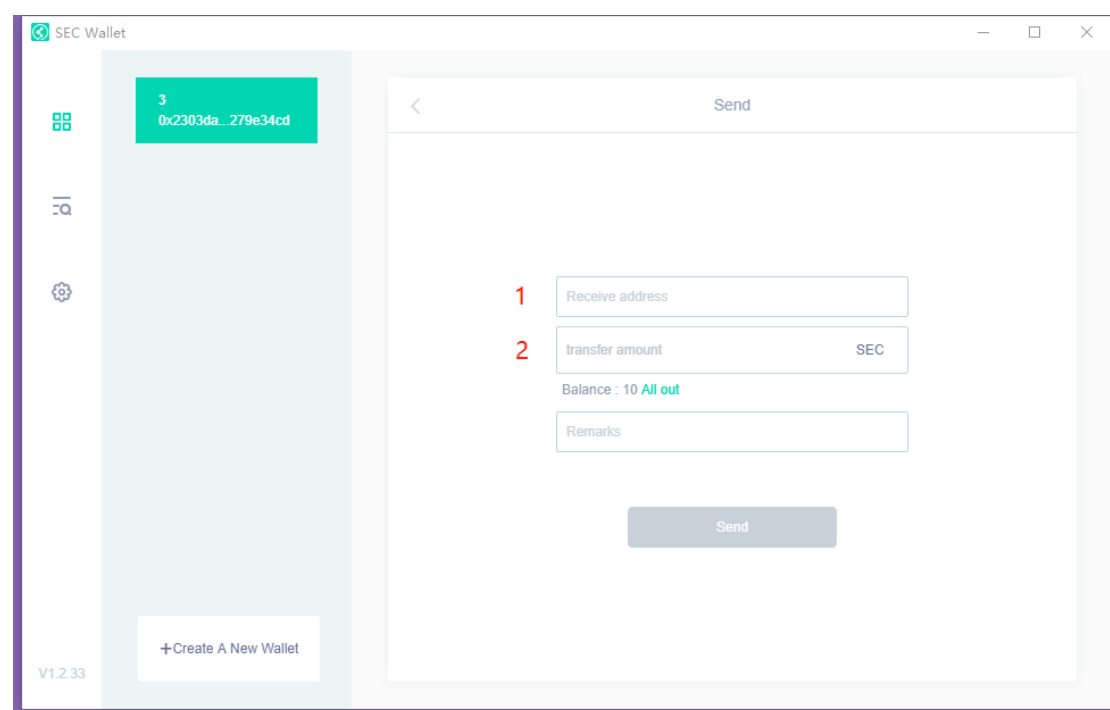 SEC Wallet
3
0x2303da...279e34cd
Send
1
Receive address
2
transfer amount SEC
Balance : 10 All out
Remarks
Send
+Create A New Wallet
V1.2.33